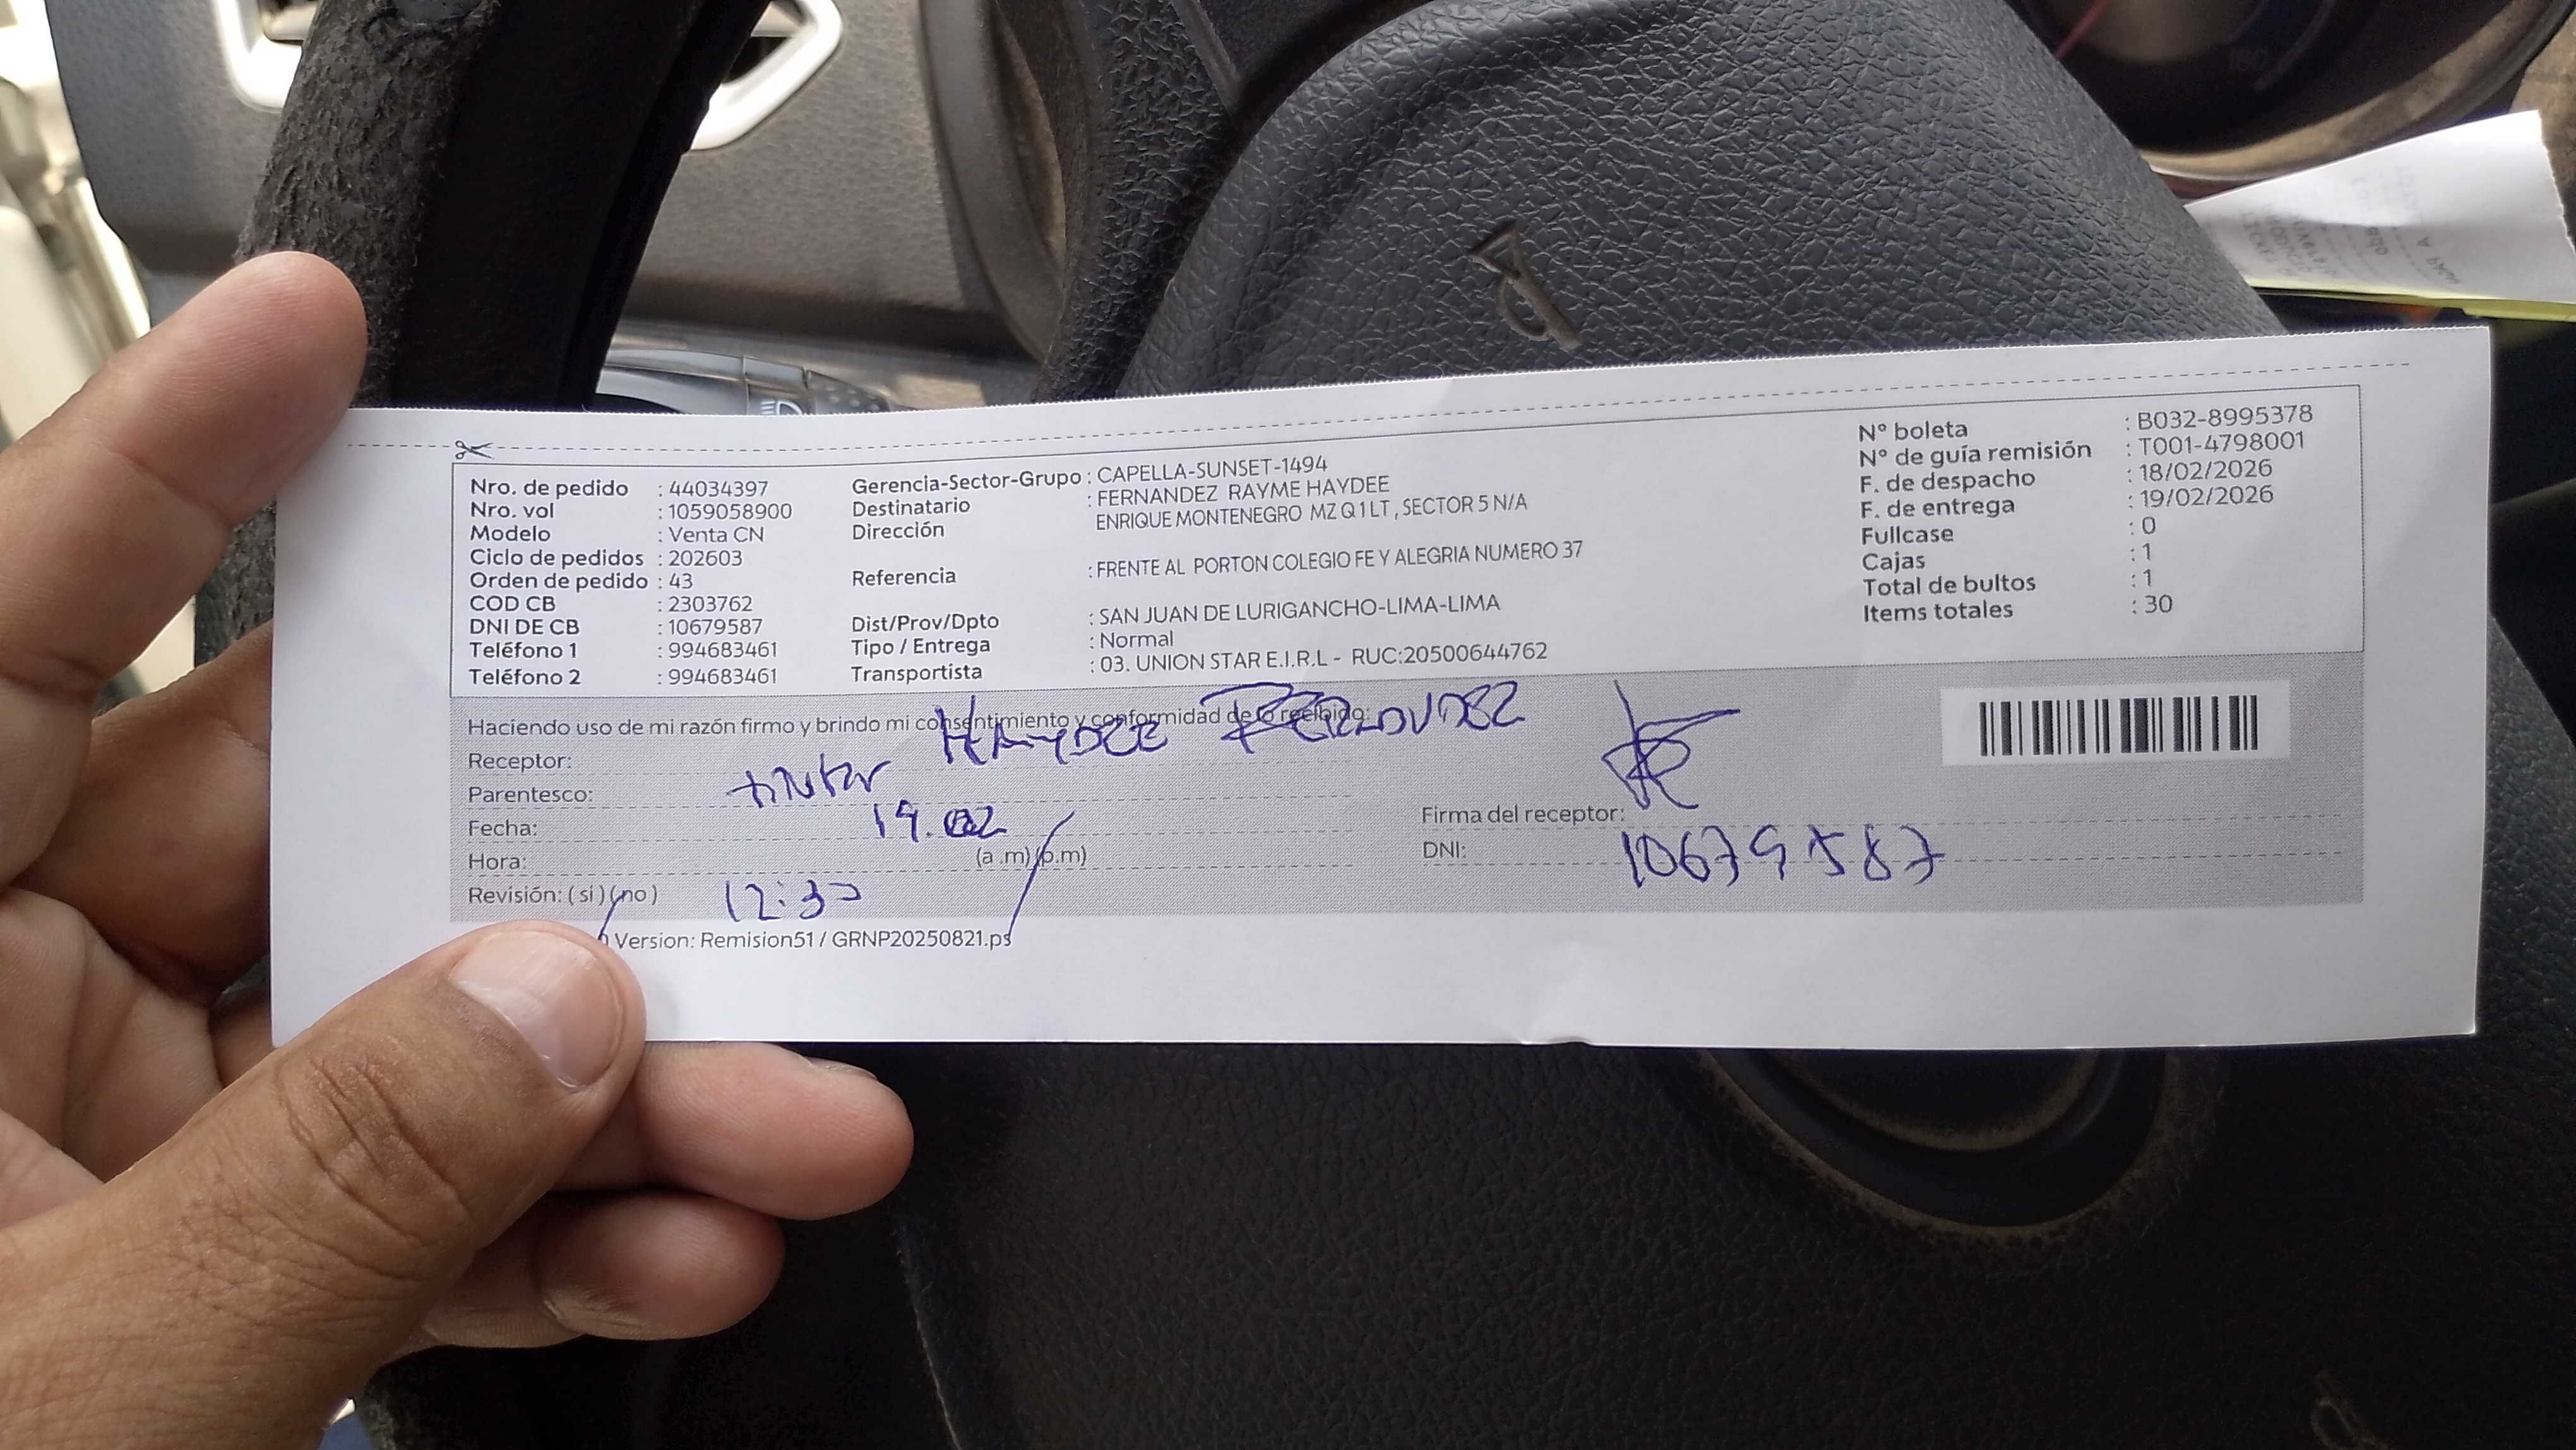 Nro. de pedido : 44034397
Nro. vol : 1059058900
Modelo : Venta CN
Ciclo de pedidos : 202603
Orden de pedido : 43
COD CB : 2303762
DNI DE CB : 10679587
Teléfono 1 : 994683461
Teléfono 2 : 994683461
Gerencia-Sector-Grupo : CAPELLA-SUNSET-1494
Destinatario : FERNANDEZ RAYME HAYDEE
Dirección ENRIQUE MONTENEGRO MZ Q 1 LT , SECTOR 5 N/A
Referencia : FRENTE AL PORTON COLEGIO FE Y ALEGRIA NUMERO 37
Dist/Prov/Dpto : SAN JUAN DE LURIGANCHO-LIMA-LIMA
Tipo / Entrega : Normal
Transportista : 03. UNION STAR E.I.R.L - RUC:20500644762
Nº boleta : B032-8995378
Nº de guía remisión : T001-4798001
F. de despacho : 18/02/2026
F. de entrega : 19/02/2026
Fullcase : 0
Cajas : 1
Total de bultos : 1
Items totales : 30
Haciendo uso de mi razón firmo y brindo mi consentimiento y conformidad de lo recibido:
Receptor: HAYDEE FERNANDEZ
Parentesco: titular
Fecha: 19.02
Hora: (a .m) (p.m)
Revisión: ( si ) ( no ) 12:30
Firma del receptor:
DNI: 10679587
Version: Remision51 / GRNP20250821.ps